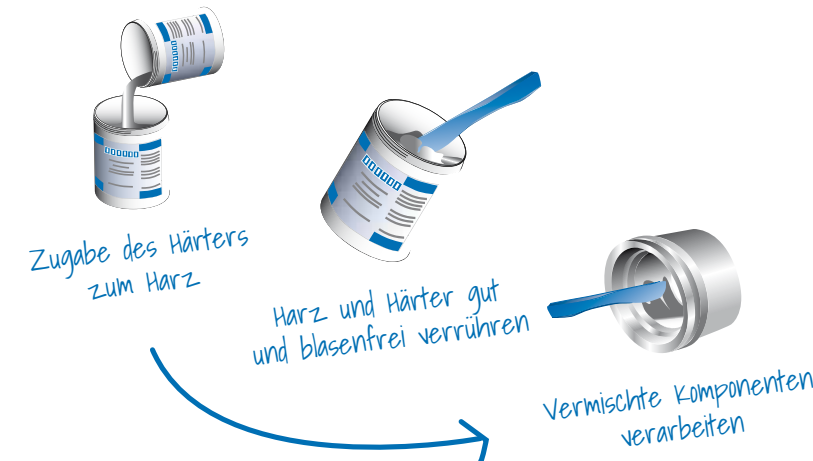 Zugabe des Härters
zum Harz
Harz und Härter gut
und blasenfrei verrühren
Vermischte Komponenten
verarbeiten